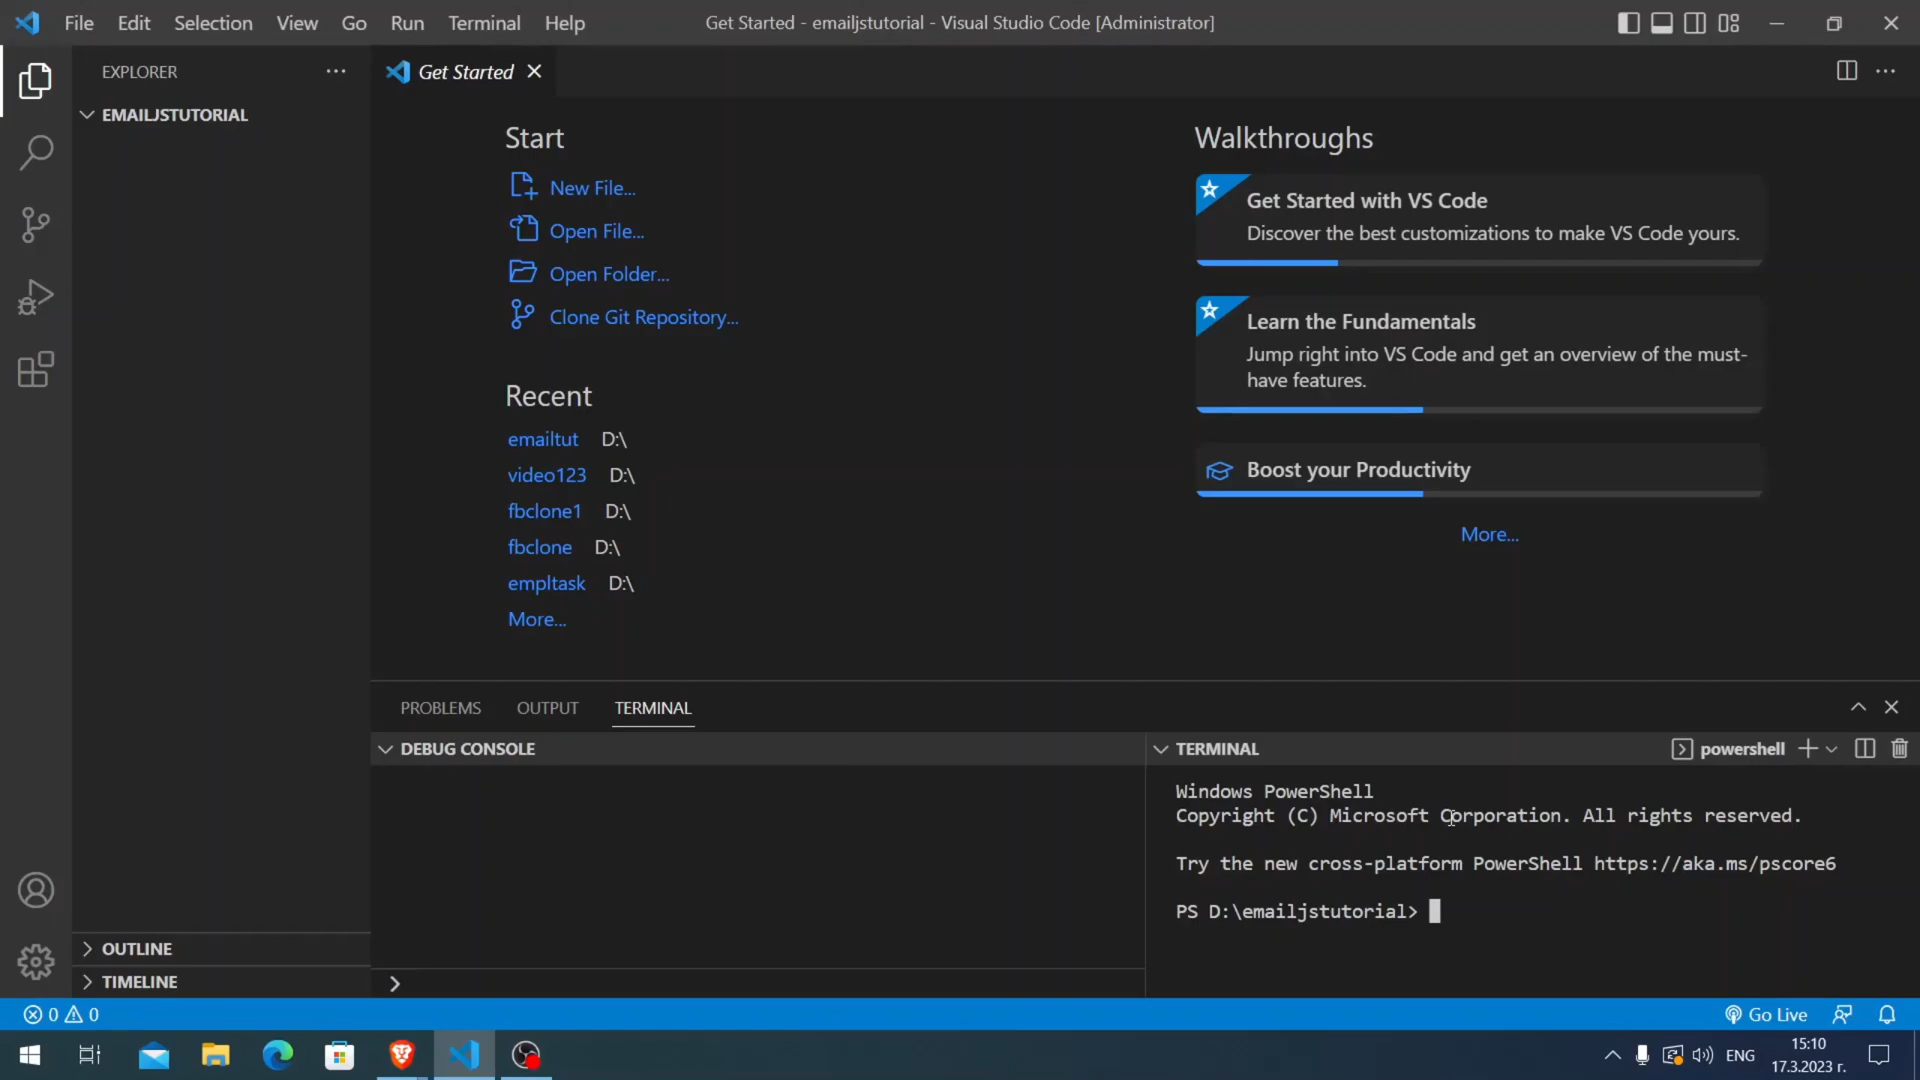 File Edit Selection View Go Run Terminal Help
Get Started - emailjstutorial - Visual Studio Code [Administrator]
EXPLORER
Get Started
EMAILJSTUTORIAL
Start
New File...
Open File...
Open Folder...
Clone Git Repository...
Recent
emailtut D:\
video123 D:\
fbclone1 D:\
fbclone D:\
empltask D:\
More...
Walkthroughs
Get Started with VS Code
Discover the best customizations to make VS Code yours.
Learn the Fundamentals
Jump right into VS Code and get an overview of the must-
have features.
Boost your Productivity
More...
PROBLEMS OUTPUT TERMINAL
DEBUG CONSOLE
TERMINAL
powershell
Windows PowerShell
Copyright (C) Microsoft Corporation. All rights reserved.
Try the new cross-platform PowerShell https://aka.ms/pscore6
PS D:\emailjstutorial>
OUTLINE
TIMELINE
0 0
Go Live
ENG
15:10
17.3.2023 г.